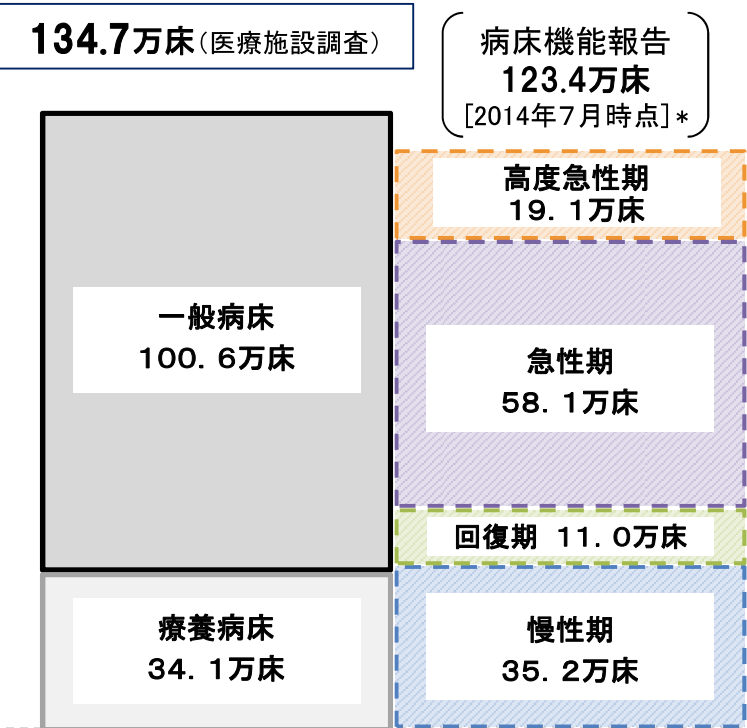 134.7万床（医療施設調査）
病床機能報告
123.4万床
［2014年７月時点］＊
高度急性期
１９．１万床
一般病床
１００．６万床
急性期
５８．１万床
回復期 １１．０万床
療養病床
３４．１万床
慢性期
３５．２万床